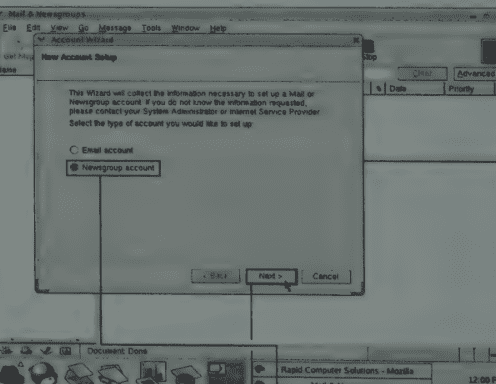 Mail & Newsgroups
File Edit View Go Message Tools Window Help
Account Wizard
New Account Setup
Advanced
Date Priority
This Wizard will collect the information necessary to set up a Mail or
Newsgroup account. If you do not know the information requested,
please contact your System Administrator or Internet Service Provider
Select the type of account you would like to set up:
Email account
Newsgroup account
< Back Next > Cancel
Document: Done
Rapid Computer Solutions - Mozilla